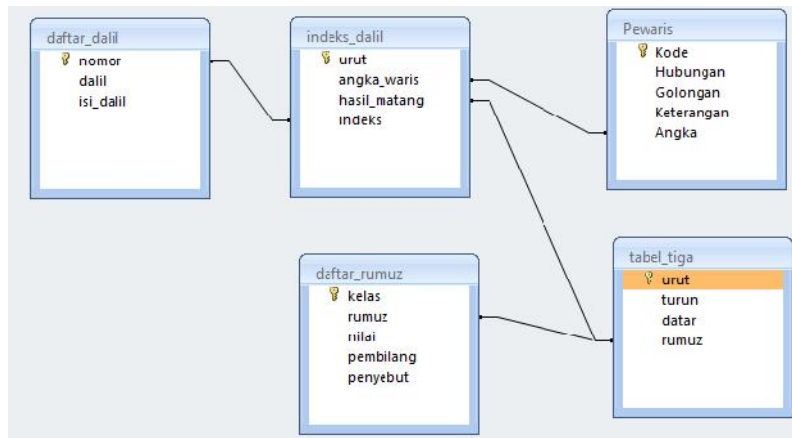 daftar_dalil
nomor
dalil
isi_dalil
indeks_dalil
urut
angka_waris
hasil_matang
indeks
Pewaris
Kode
Hubungan
Golongan
Keterangan
Angka
daftar_rumuz
kelas
rumuz
nilai
pembilang
penyebut
tabel_tiga
urut
turun
datar
rumuz